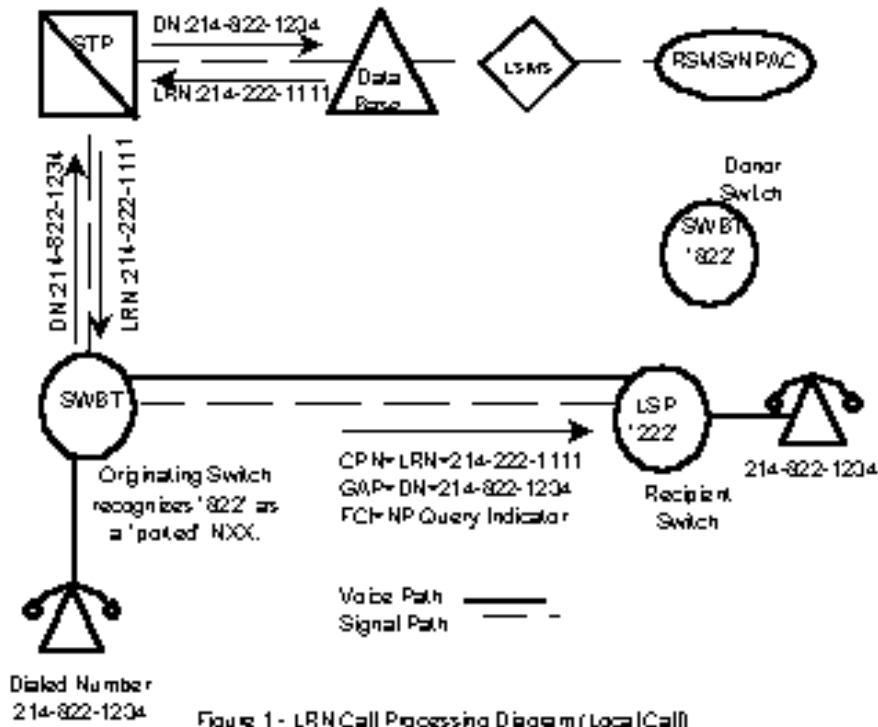 STP
DN:214-822-1234
LRN:214-222-1111
Data
Base
LSMS
RSMS/NPAC
DN:214-822-1234
LRN:214-222-1111
Donor
Switch
SWBT
'822'
SWBT
LSP
'222'
214-822-1234
Originating Switch
recognizes '822' as
a 'ported' NXX.
CPN=LRN=214-222-1111
GAP=DN=214-822-1234
FCI=NP Query Indicator
Recipient
Switch
Voice Path
Signal Path
Dialed Number
214-822-1234
Figure 1 - LRN Call Processing Diagram (Local Call)